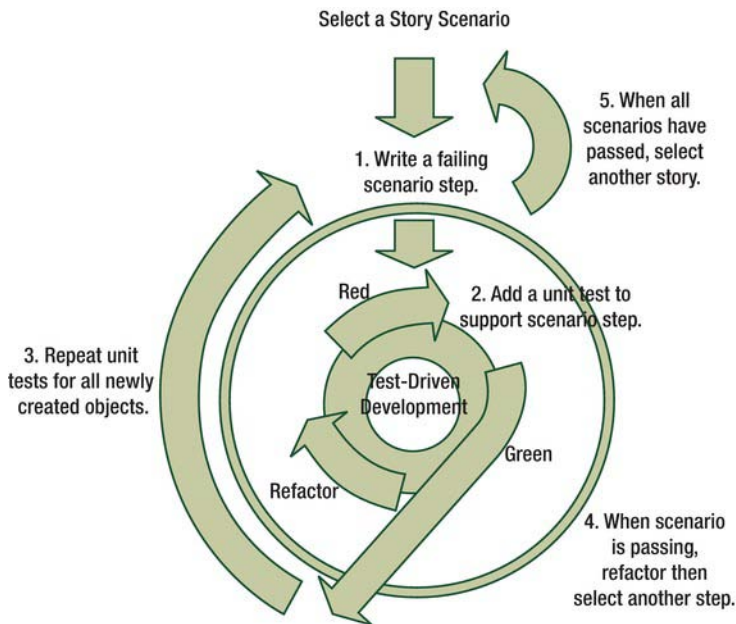 Select a Story Scenario
5. When all
scenarios have
passed, select
another story.
1. Write a failing
scenario step.
Red
2. Add a unit test to
support scenario step.
3. Repeat unit
tests for all newly
created objects.
Test-Driven
Development
Green
Refactor
4. When scenario
is passing,
refactor then
select another step.